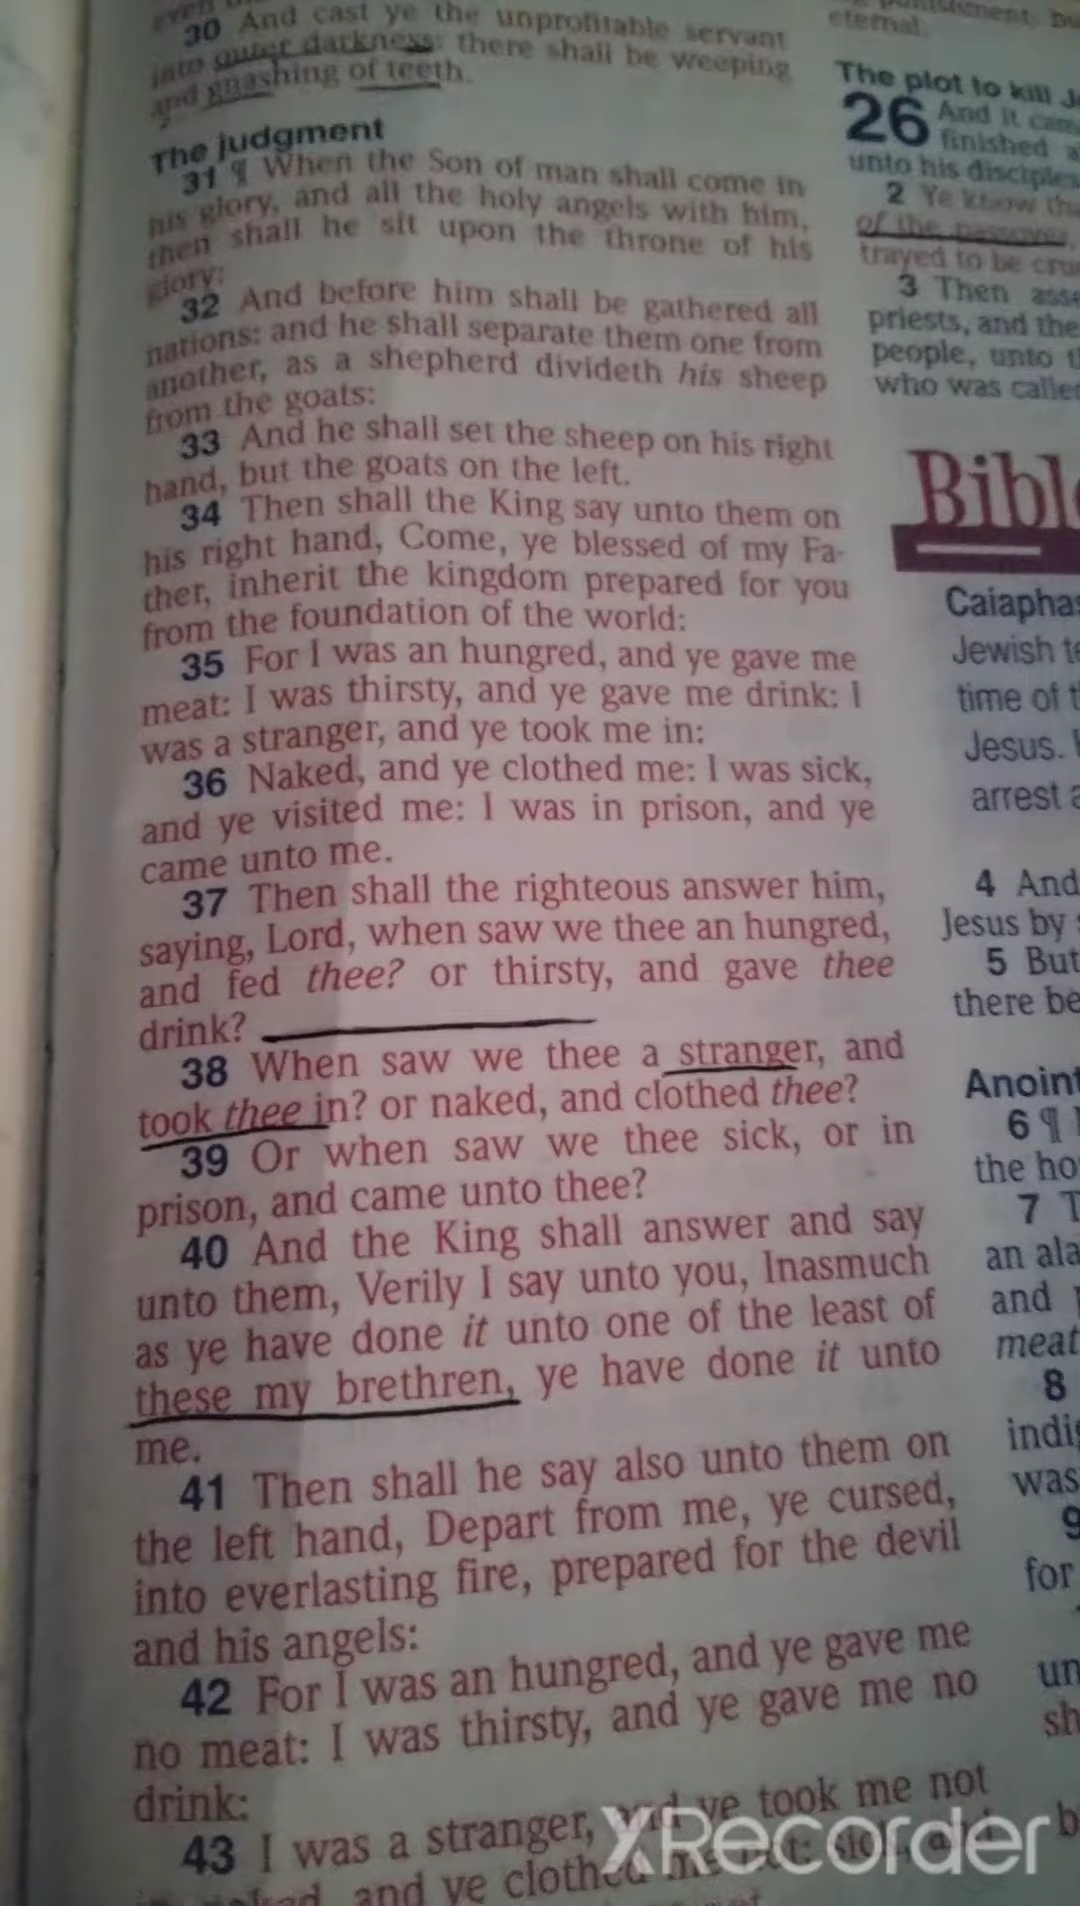 30 And cast ye the unprofitable servant
into outer darkness: there shall be weeping
and gnashing of teeth.
The judgment
31 ¶ When the Son of man shall come in
his glory, and all the holy angels with him,
then shall he sit upon the throne of his
glory:
32 And before him shall be gathered all
nations: and he shall separate them one from
another, as a shepherd divideth his sheep
from the goats:
33 And he shall set the sheep on his right
hand, but the goats on the left.
34 Then shall the King say unto them on
his right hand, Come, ye blessed of my Fa-
ther, inherit the kingdom prepared for you
from the foundation of the world:
35 For I was an hungred, and ye gave me
meat: I was thirsty, and ye gave me drink: I
was a stranger, and ye took me in:
36 Naked, and ye clothed me: I was sick,
and ye visited me: I was in prison, and ye
came unto me.
37 Then shall the righteous answer him,
saying, Lord, when saw we thee an hungred,
and fed thee? or thirsty, and gave thee
drink?
38 When saw we thee a stranger, and
took thee in? or naked, and clothed thee?
39 Or when saw we thee sick, or in
prison, and came unto thee?
40 And the King shall answer and say
unto them, Verily I say unto you, Inasmuch
as ye have done it unto one of the least of
these my brethren, ye have done it unto
me.
41 Then shall he say also unto them on
the left hand, Depart from me, ye cursed,
into everlasting fire, prepared for the devil
and his angels:
42 For I was an hungred, and ye gave me
no meat: I was thirsty, and ye gave me no
drink:
43 I was a stranger, and ye took me not
and ye clothed me not: sick, and
eternal.
The plot to kill J
26 And it cam
finished a
unto his disciples
2 Ye know tha
of the passover,
trayed to be cru
3 Then asse
priests, and the
people, unto t
who was called
Bibl
Caiaphas
Jewish te
time of t
Jesus.
arrest a
4 And
Jesus by
5 But
there be
Anoint
6 ¶
the ho
7 T
an ala
and
meat
8
indig
was
9
for
un
sh
b
XRecorder